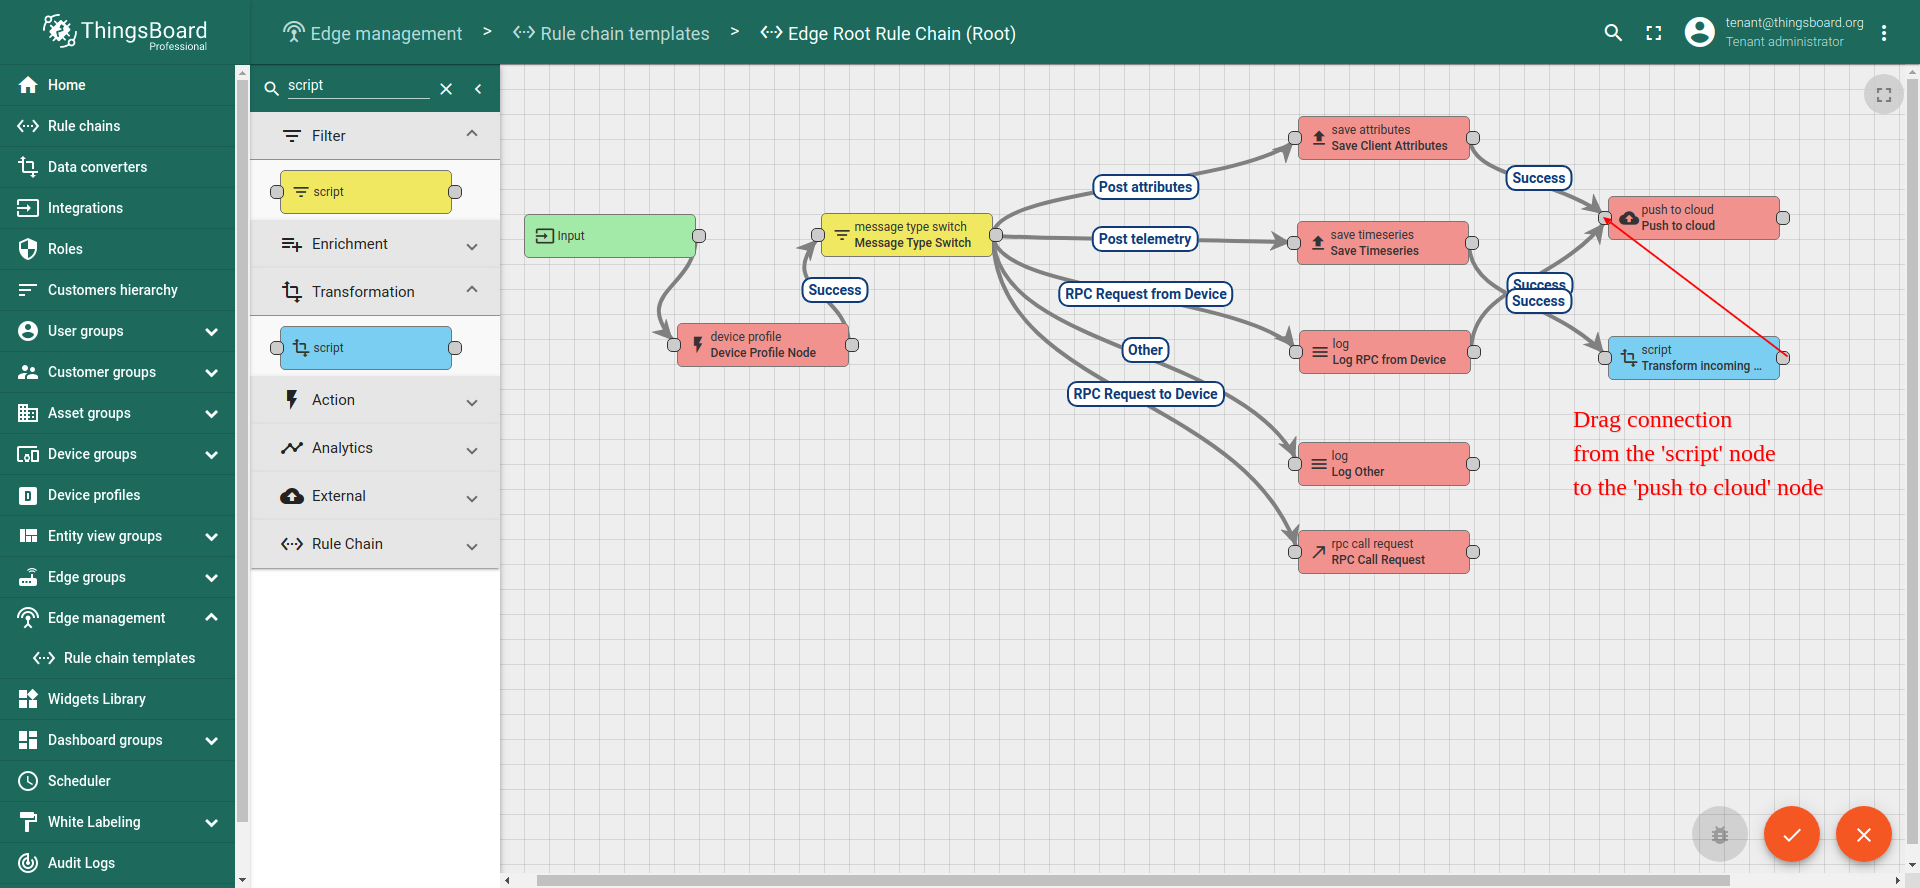 ThingsBoard
Professional
Edge management > Rule chain templates > Edge Root Rule Chain (Root)
tenant@thingsboard.org
Tenant administrator
Home
Rule chains
Data converters
Integrations
Roles
Customers hierarchy
User groups
Customer groups
Asset groups
Device groups
Device profiles
Entity view groups
Edge groups
Edge management
Rule chain templates
Widgets Library
Dashboard groups
Scheduler
White Labeling
Audit Logs
script
Filter
script
Enrichment
Transformation
script
Action
Analytics
External
Rule Chain
Input
device profile
Device Profile Node
Success
message type switch
Message Type Switch
Post attributes
Post telemetry
RPC Request from Device
Other
RPC Request to Device
save attributes
Save Client Attributes
save timeseries
Save Timeseries
log
Log RPC from Device
log
Log Other
rpc call request
RPC Call Request
Success
Success
Success
push to cloud
Push to cloud
script
Transform incoming ...
Drag connection
from the 'script' node
to the 'push to cloud' node